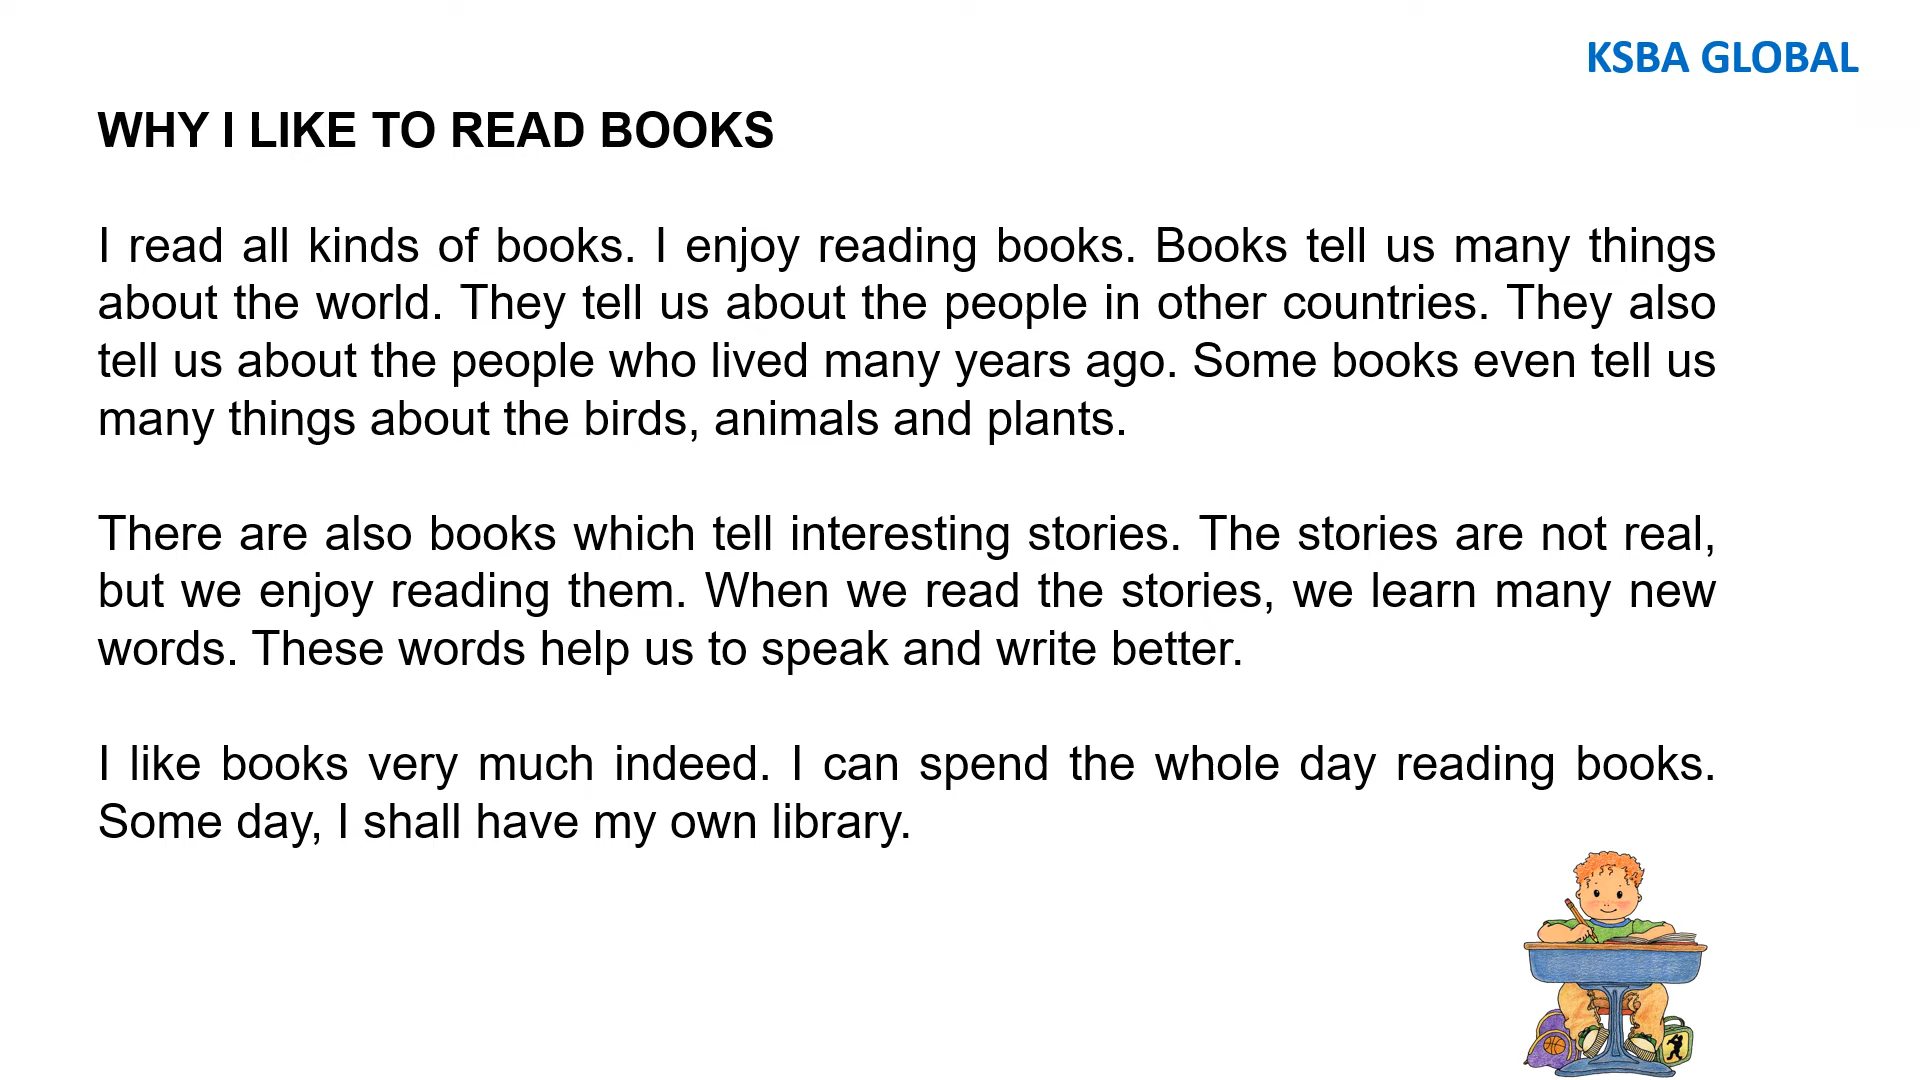 KSBA GLOBAL
WHY I LIKE TO READ BOOKS
I read all kinds of books. I enjoy reading books. Books tell us many things
about the world. They tell us about the people in other countries. They also
tell us about the people who lived many years ago. Some books even tell us
many things about the birds, animals and plants.
There are also books which tell interesting stories. The stories are not real,
but we enjoy reading them. When we read the stories, we learn many new
words. These words help us to speak and write better.
I like books very much indeed. I can spend the whole day reading books.
Some day, I shall have my own library.